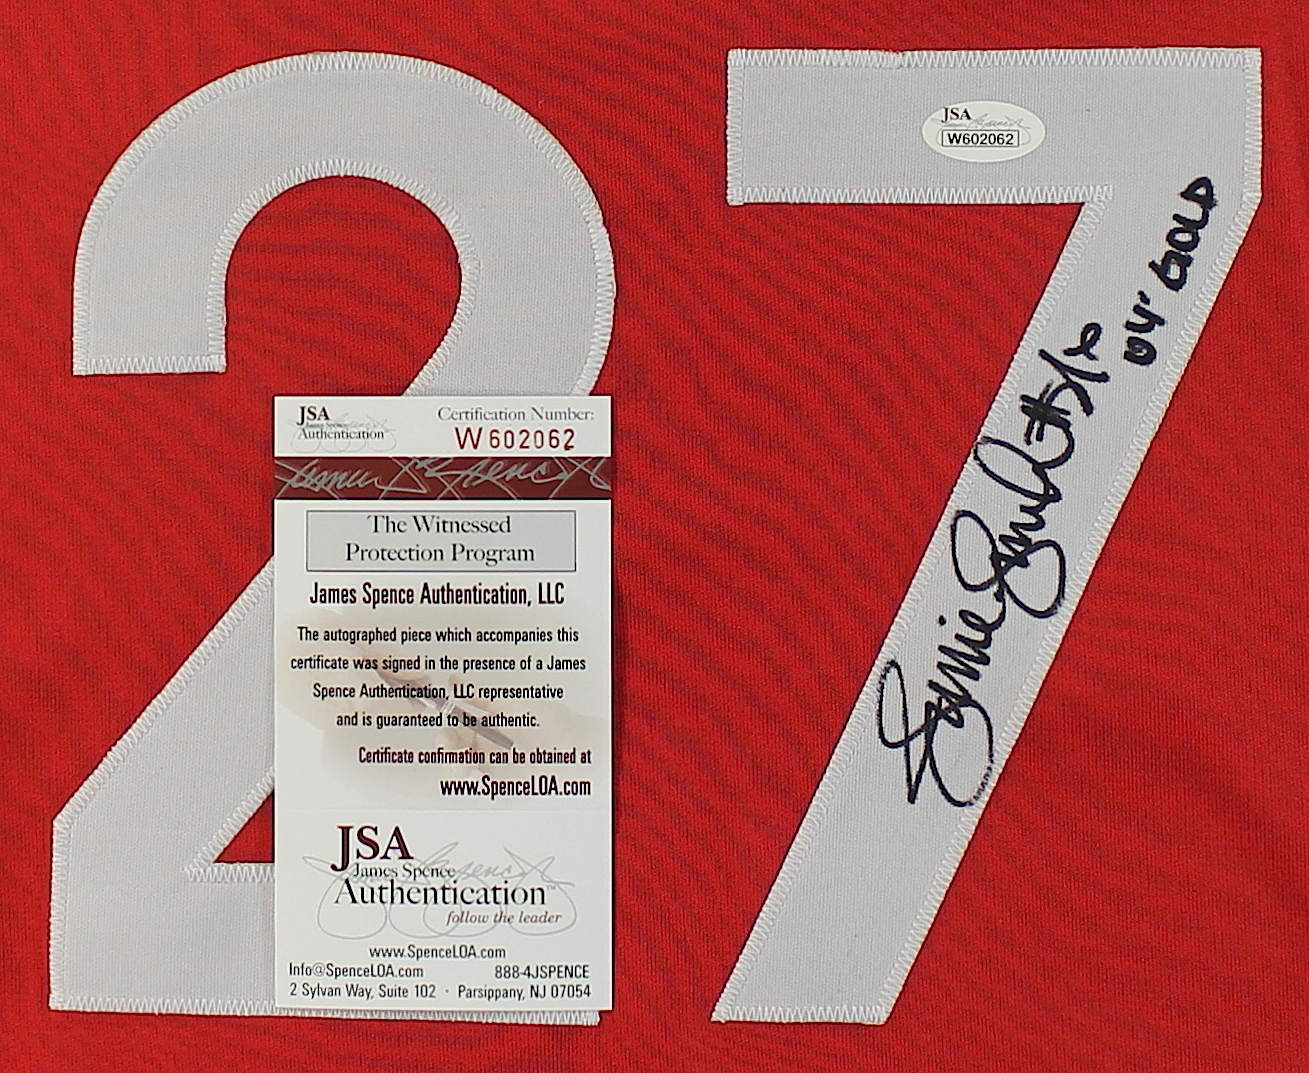 27
JSA
W602062
04' GOLD
JSA
James Spence
Authentication
Certification Number:
W602062
The Witnessed
Protection Program
James Spence Authentication, LLC
The autographed piece which accompanies this
certificate was signed in the presence of a James
Spence Authentication, LLC representative
and is guaranteed to be authentic.
Certificate confirmation can be obtained at
www.SpenceLOA.com
JSA
James Spence
Authentication™
follow the leader
www.SpenceLOA.com
Info@SpenceLOA.com 888-4JSPENCE
2 Sylvan Way, Suite 102 · Parsippany, NJ 07054